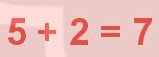 5 + 2 = 7